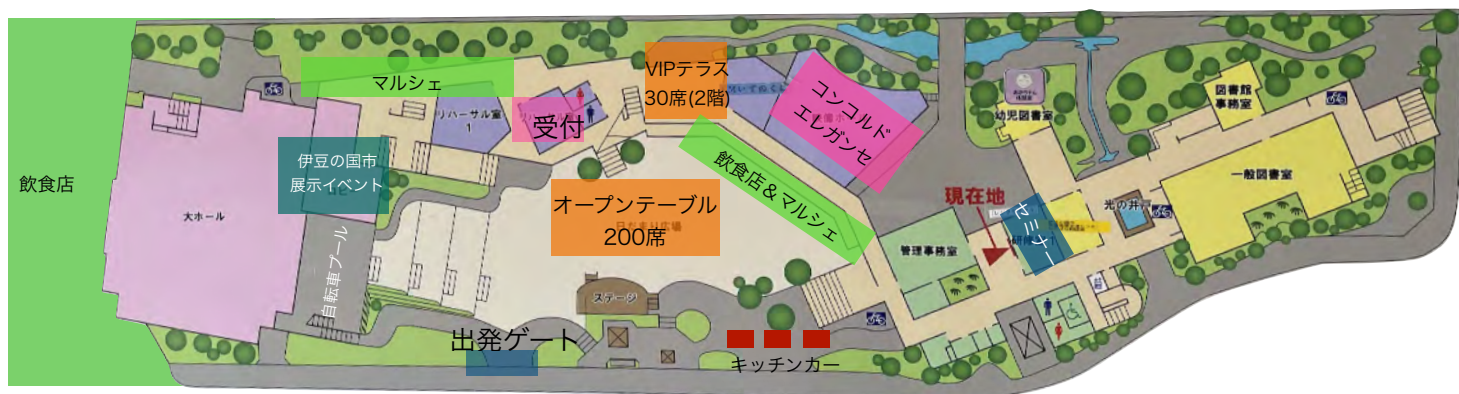 マルシェ
VIPテラス
30席(2階)
コンコルド
エレガンセ
図書館
事務室
幼児図書室
リハーサル室
1
受付
伊豆の国市
展示イベント
飲食店
飲食店&マルシェ
一般図書室
大ホール
オープンテーブル
200席
現在地
光の井戸
セミナー
管理事務室
自転車プール
ステージ
出発ゲート
キッチンカー